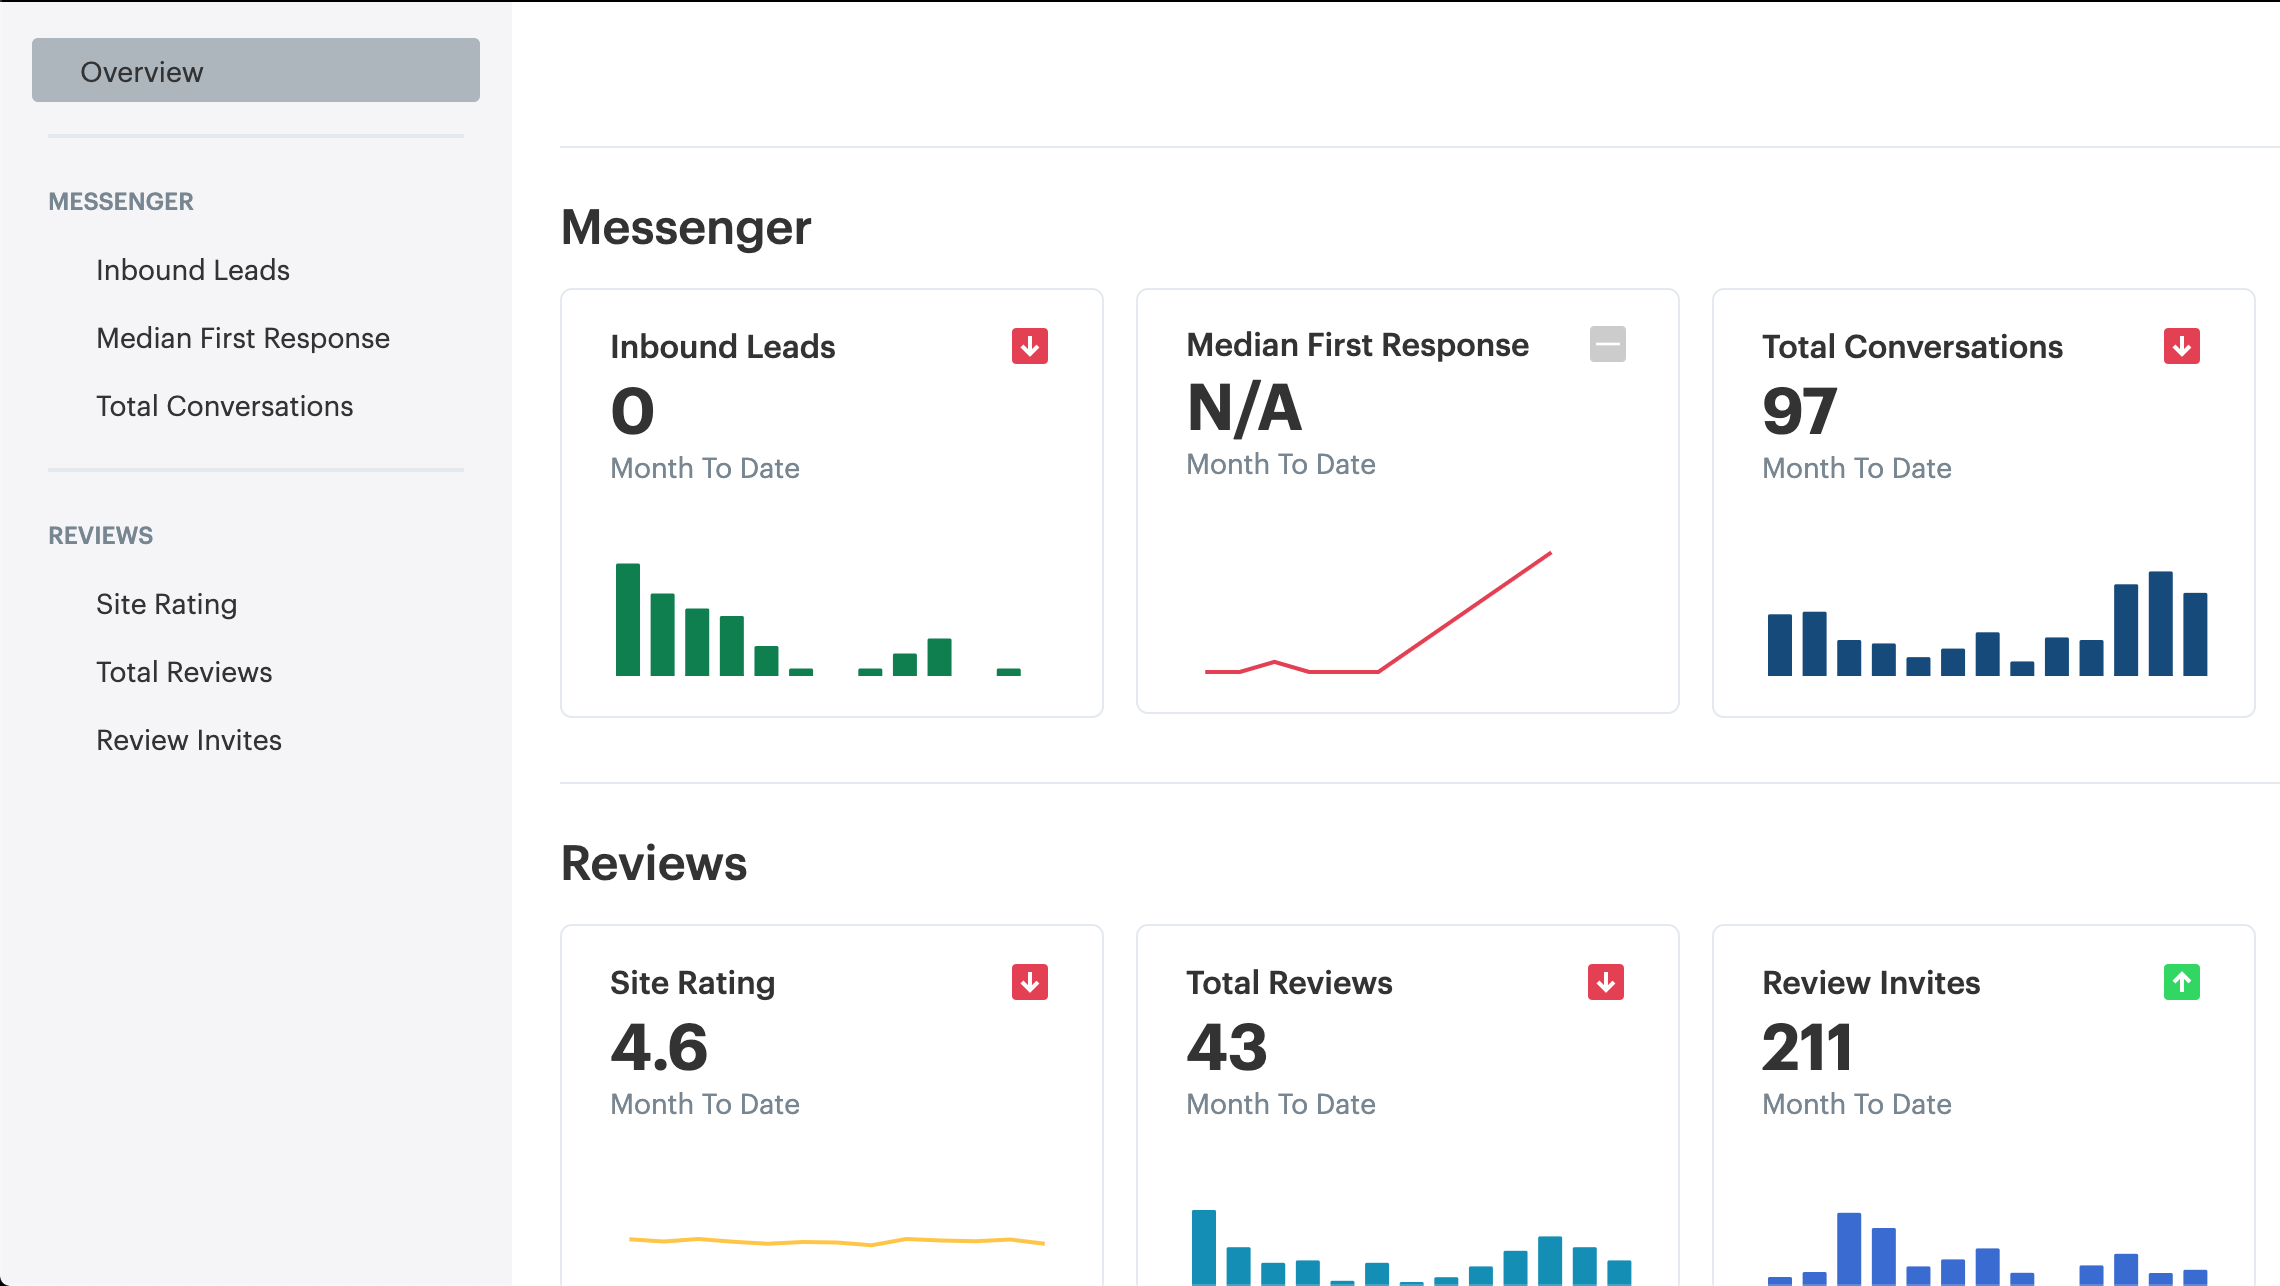 Overview
MESSENGER
Inbound Leads
Median First Response
Total Conversations
REVIEWS
Site Rating
Total Reviews
Review Invites
Messenger
Inbound Leads
0
Month To Date
Median First Response
N/A
Month To Date
Total Conversations
97
Month To Date
Reviews
Site Rating
4.6
Month To Date
Total Reviews
43
Month To Date
Review Invites
211
Month To Date